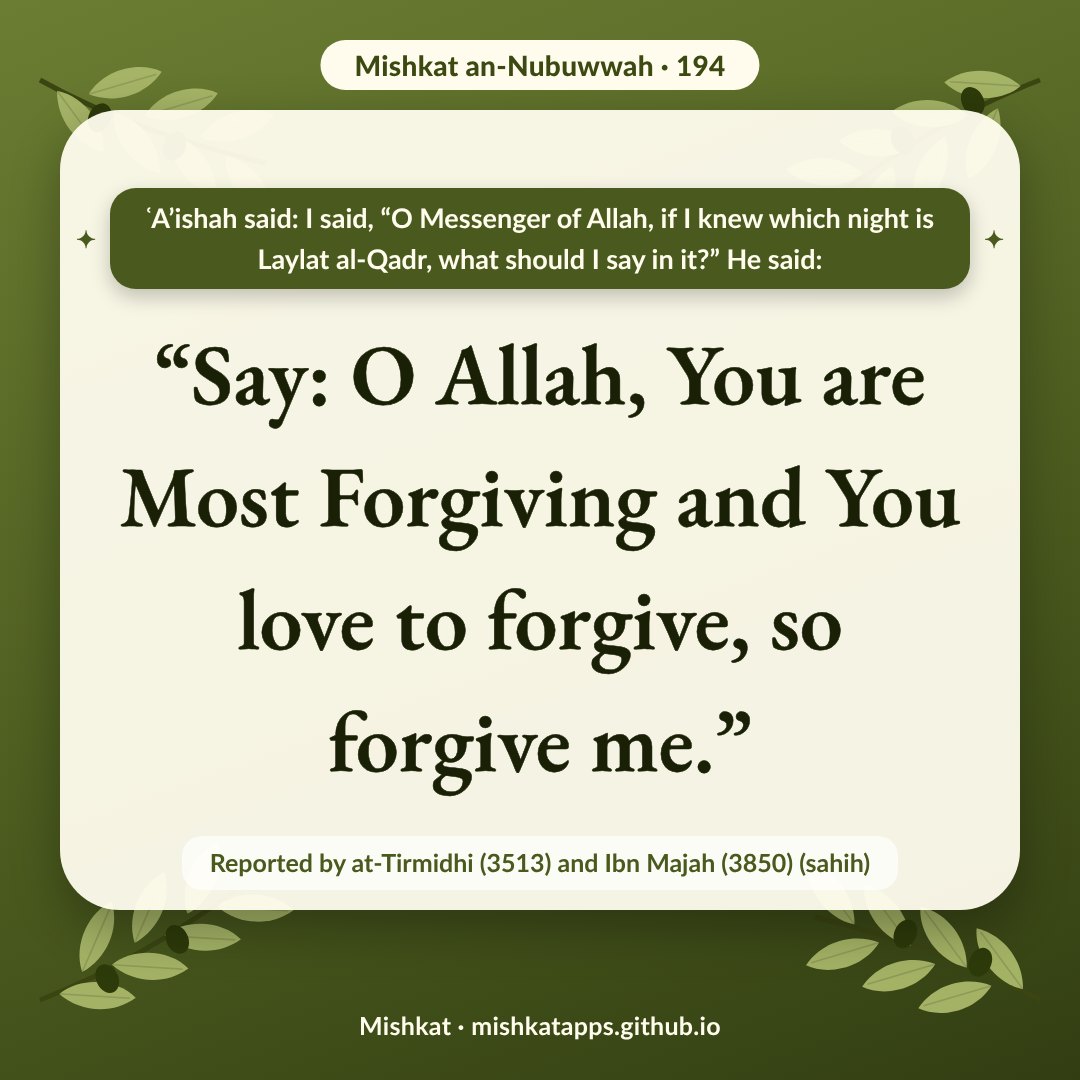 Mishkat an-Nubuwwah · 194
ʿA’ishah said: I said, “O Messenger of Allah, if I knew which night is
Laylat al-Qadr, what should I say in it?” He said:
“Say: O Allah, You are
Most Forgiving and You
love to forgive, so
forgive me.”
Reported by at-Tirmidhi (3513) and Ibn Majah (3850) (sahih)
Mishkat · mishkatapps.github.io